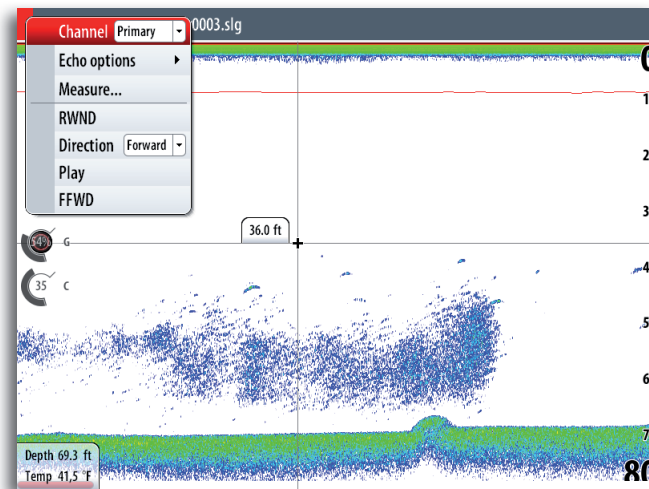 Channel Primary
0003.slg
Echo options
Measure...
RWND
Direction Forward
Play
FFWD
0
1
2
3
36.0 ft
54% G
4
35 C
5
6
7
Depth 69.3 ft
Temp 41,5 °F
80